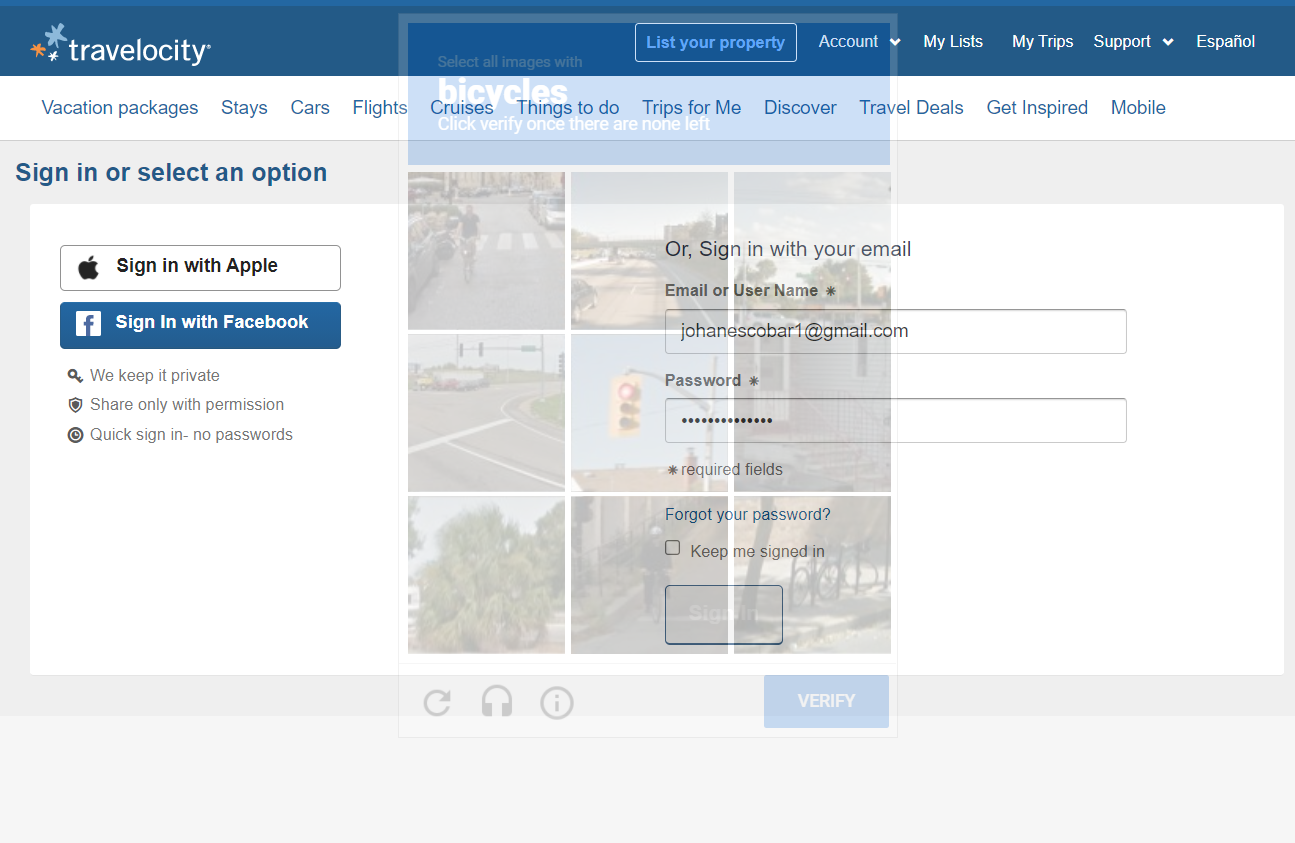 travelocity®
List your property
Account
My Lists
My Trips
Support
Español
Vacation packages
Stays
Cars
Flights
Cruises
Things to do
Trips for Me
Discover
Travel Deals
Get Inspired
Mobile
Select all images with
bicycles
Click verify once there are none left
Sign in or select an option
Sign in with Apple
Sign In with Facebook
We keep it private
Share only with permission
Quick sign in- no passwords
Or, Sign in with your email
Email or User Name *
johanescobar1@gmail.com
Password *
••••••••••••••
* required fields
Forgot your password?
Keep me signed in
Sign In
VERIFY